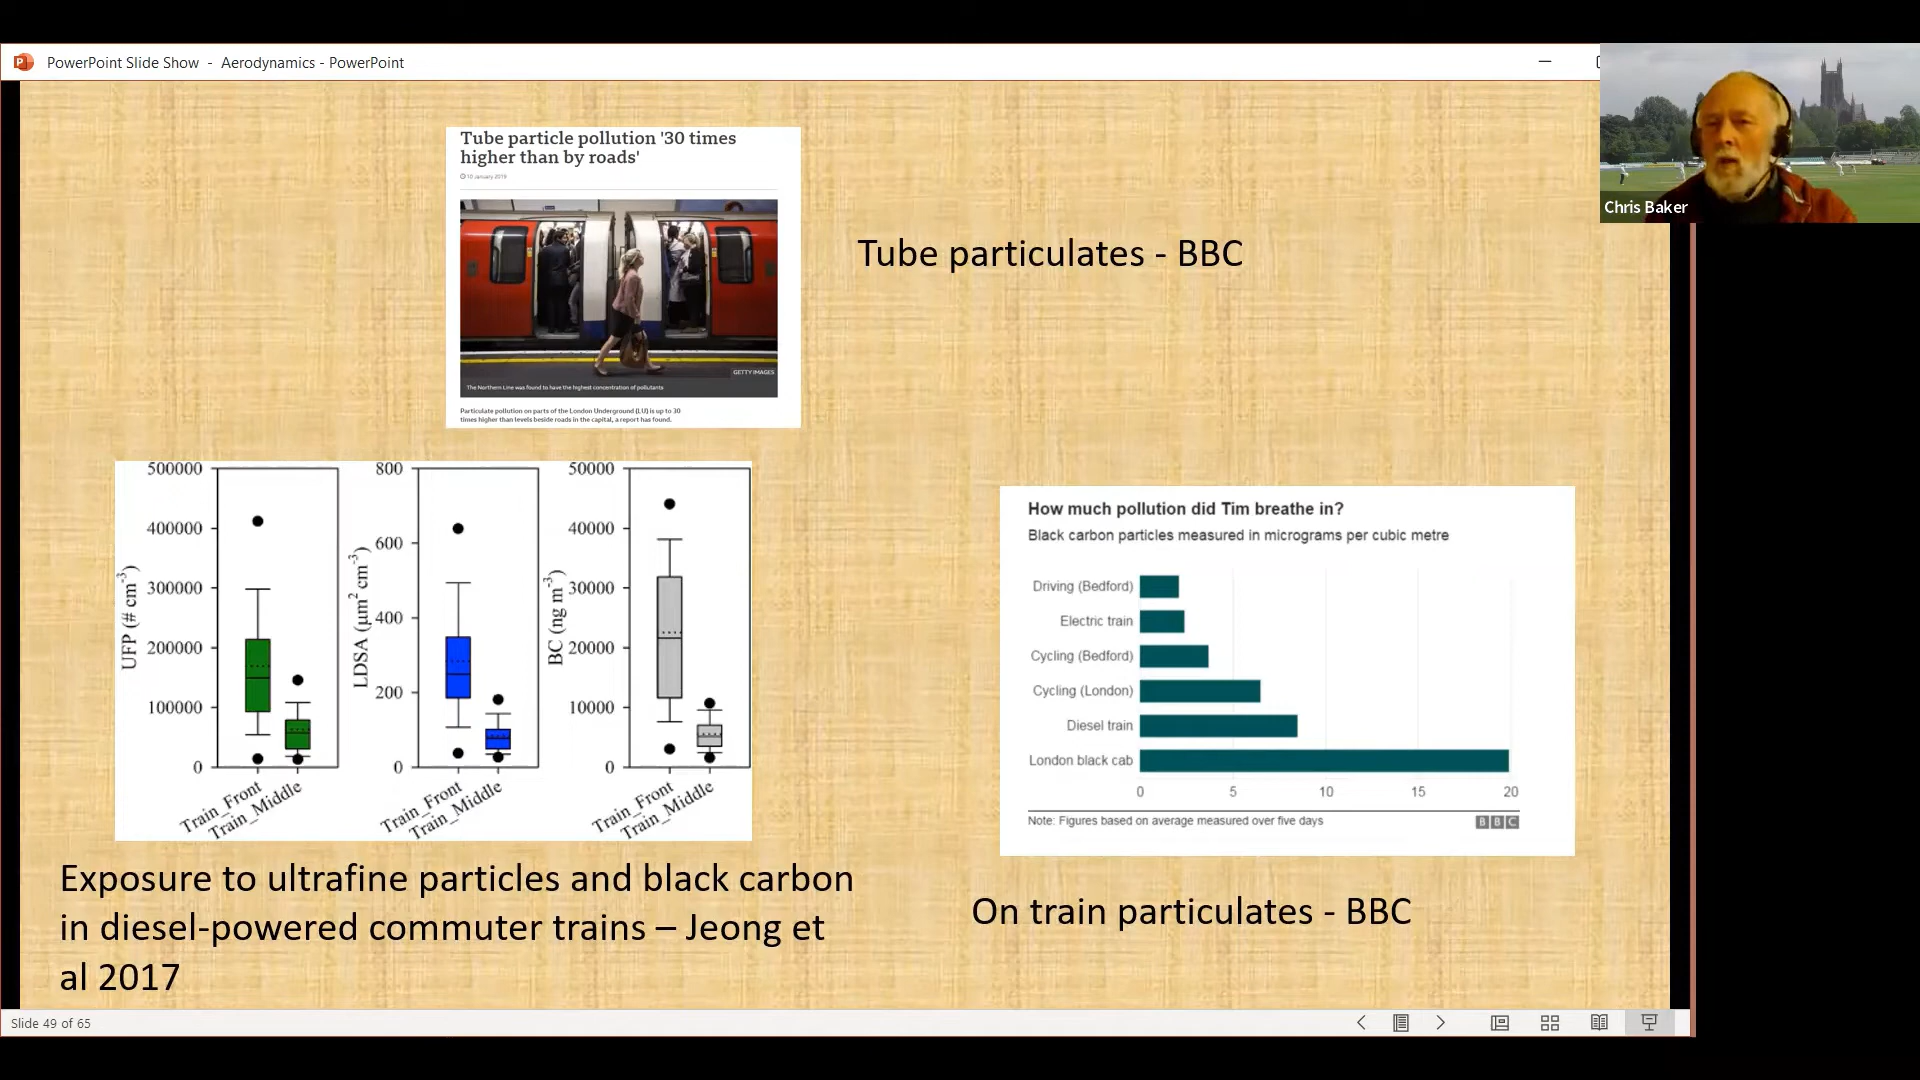 PowerPoint Slide Show - Aerodynamics - PowerPoint
Chris Baker
Tube particle pollution '30 times
higher than by roads'
10 January 2019
GETTY IMAGES
The Northern Line was found to have the highest concentration of pollutants
Particulate pollution on parts of the London Underground (LU) is up to 30
times higher than levels beside roads in the capital, a report has found.
Tube particulates - BBC
500000
400000
300000
200000
100000
0
UFP (# cm-3)
Train_Front
Train_Middle
800
600
400
200
0
LDSA (µm2 cm-3)
Train_Front
Train_Middle
50000
40000
30000
20000
10000
0
BC (ng m-3)
Train_Front
Train_Middle
Exposure to ultrafine particles and black carbon
in diesel-powered commuter trains – Jeong et
al 2017
How much pollution did Tim breathe in?
Black carbon particles measured in micrograms per cubic metre
Driving (Bedford)
Electric train
Cycling (Bedford)
Cycling (London)
Diesel train
London black cab
0 5 10 15 20
Note: Figures based on average measured over five days
BBC
On train particulates - BBC
Slide 49 of 65